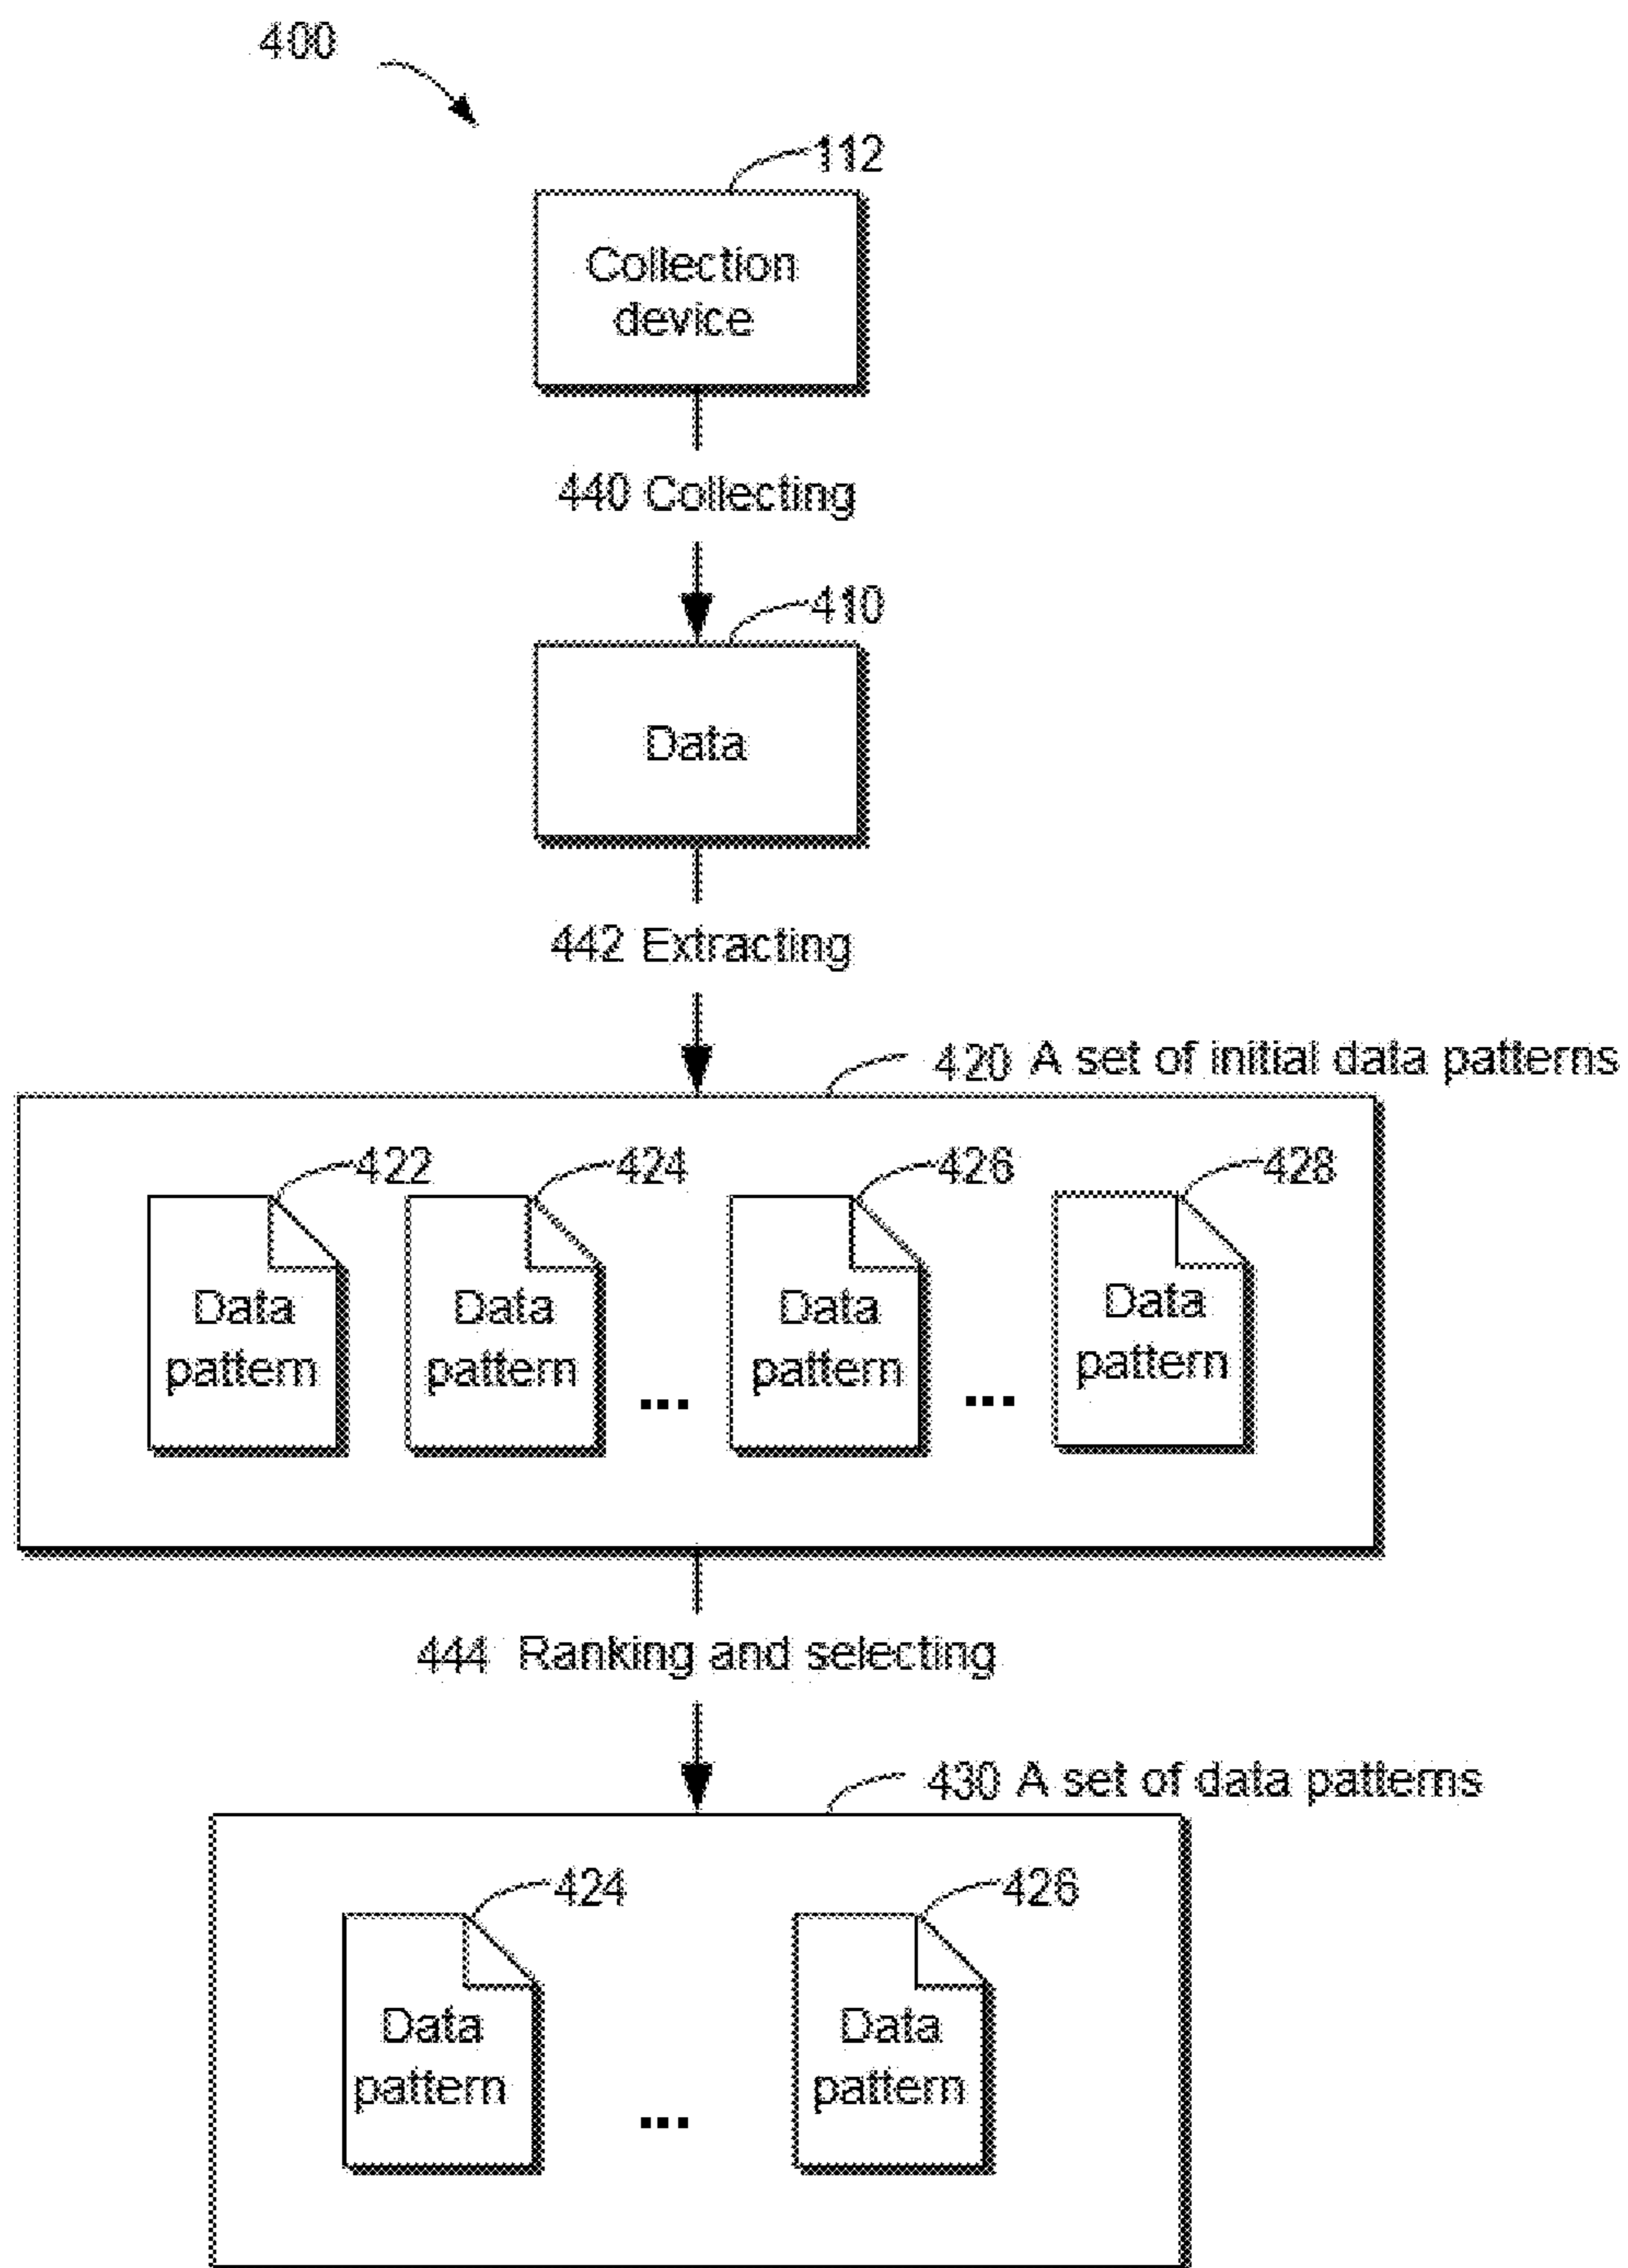 400
112
Collection
device
440 Collecting
410
Data
442 Extracting
420 A set of initial data patterns
422
424
426
428
Data
pattern
Data
pattern
...
Data
pattern
...
Data
pattern
444 Ranking and selecting
430 A set of data patterns
424
426
Data
pattern
...
Data
pattern